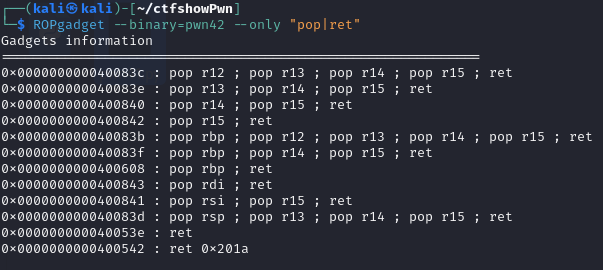 ┌──(kali㉿kali)-[~/ctfshowPwn]
└─$ ROPgadget --binary=pwn42 --only "pop|ret"
Gadgets information
============================================================
0x000000000040083c : pop r12 ; pop r13 ; pop r14 ; pop r15 ; ret
0x000000000040083e : pop r13 ; pop r14 ; pop r15 ; ret
0x0000000000400840 : pop r14 ; pop r15 ; ret
0x0000000000400842 : pop r15 ; ret
0x000000000040083b : pop rbp ; pop r12 ; pop r13 ; pop r14 ; pop r15 ; ret
0x000000000040083f : pop rbp ; pop r14 ; pop r15 ; ret
0x0000000000400608 : pop rbp ; ret
0x0000000000400843 : pop rdi ; ret
0x0000000000400841 : pop rsi ; pop r15 ; ret
0x000000000040083d : pop rsp ; pop r13 ; pop r14 ; pop r15 ; ret
0x000000000040053e : ret
0x0000000000400542 : ret 0x201a